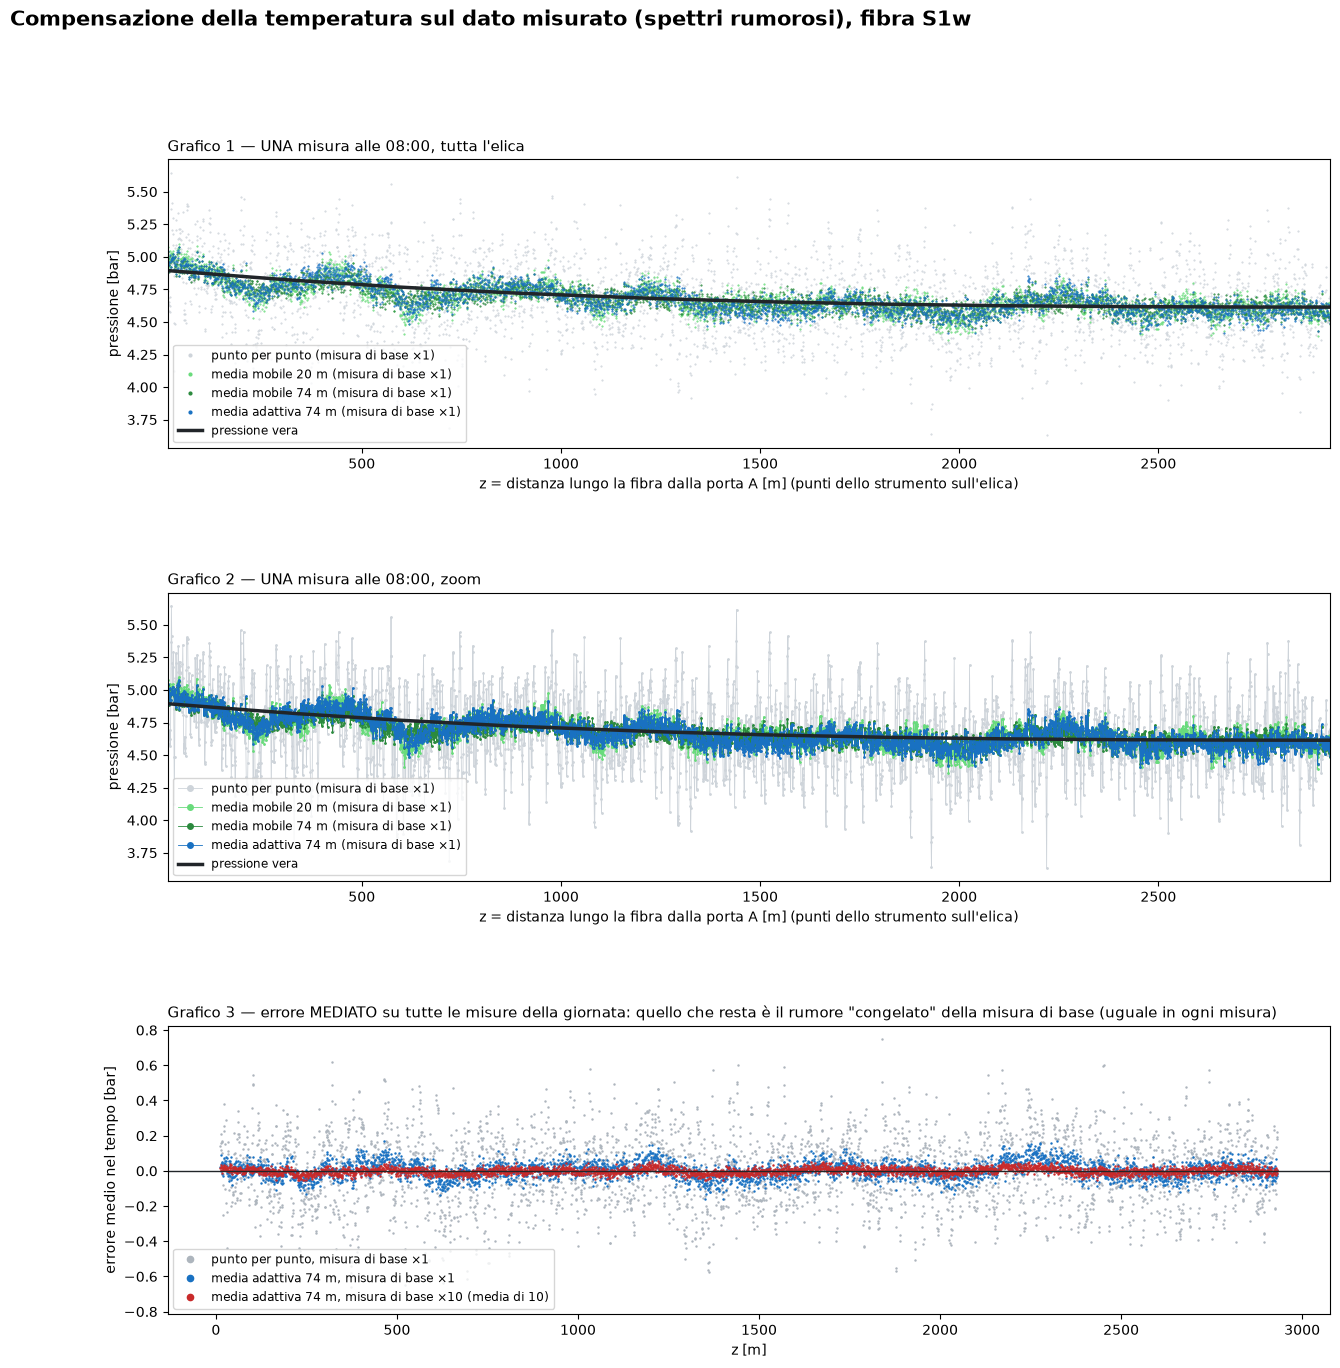 Compensazione della temperatura sul dato misurato (spettri rumorosi), fibra S1w
Grafico 1 — UNA misura alle 08:00, tutta l'elica
5.50
5.25
5.00
4.75
4.50
4.25
4.00
3.75
pressione [bar]
punto per punto (misura di base ×1)
media mobile 20 m (misura di base ×1)
media mobile 74 m (misura di base ×1)
media adattiva 74 m (misura di base ×1)
pressione vera
500 1000 1500 2000 2500
z = distanza lungo la fibra dalla porta A [m] (punti dello strumento sull'elica)
Grafico 2 — UNA misura alle 08:00, zoom
5.50
5.25
5.00
4.75
4.50
4.25
4.00
3.75
pressione [bar]
punto per punto (misura di base ×1)
media mobile 20 m (misura di base ×1)
media mobile 74 m (misura di base ×1)
media adattiva 74 m (misura di base ×1)
pressione vera
500 1000 1500 2000 2500
z = distanza lungo la fibra dalla porta A [m] (punti dello strumento sull'elica)
Grafico 3 — errore MEDIATO su tutte le misure della giornata: quello che resta è il rumore "congelato" della misura di base (uguale in ogni misura)
0.8
0.6
0.4
0.2
0.0
−0.2
−0.4
−0.6
−0.8
errore medio nel tempo [bar]
punto per punto, misura di base ×1
media adattiva 74 m, misura di base ×1
media adattiva 74 m, misura di base ×10 (media di 10)
0 500 1000 1500 2000 2500 3000
z [m]